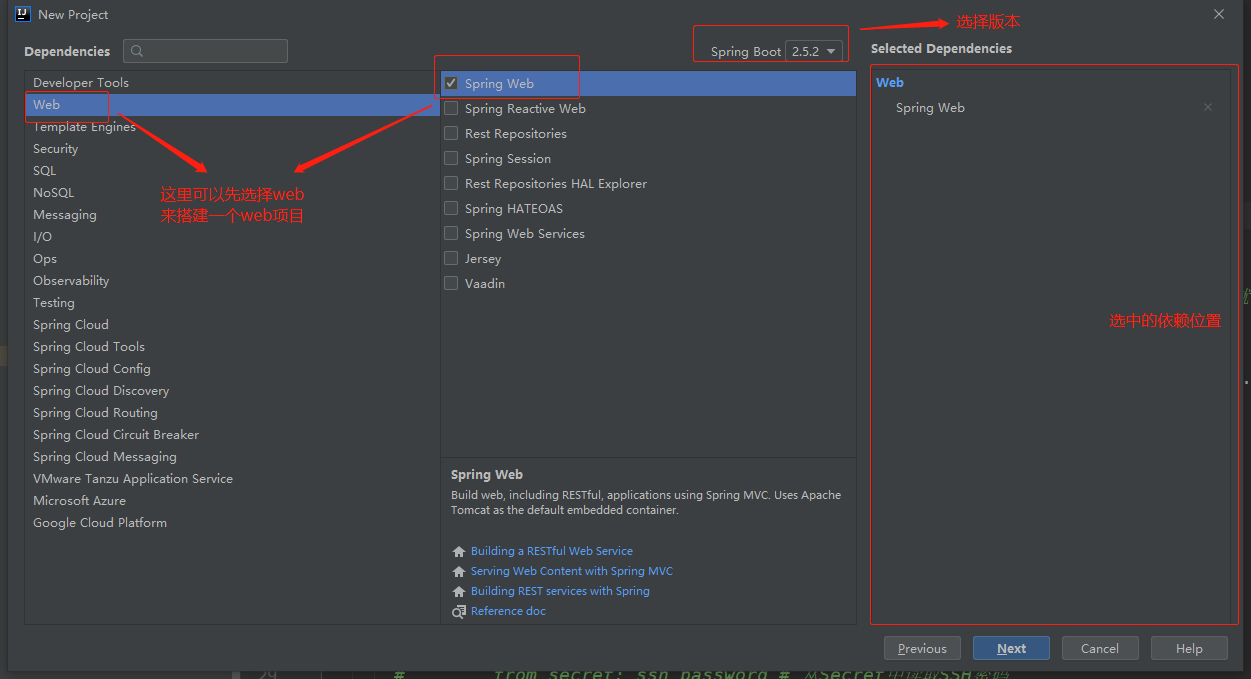 New Project
选择版本
Dependencies
Spring Boot 2.5.2
Selected Dependencies
Developer Tools
Web
Template Engines
Security
SQL
NoSQL
Messaging
I/O
Ops
Observability
Testing
Spring Cloud
Spring Cloud Tools
Spring Cloud Config
Spring Cloud Discovery
Spring Cloud Routing
Spring Cloud Circuit Breaker
Spring Cloud Messaging
VMware Tanzu Application Service
Microsoft Azure
Google Cloud Platform
这里可以先选择web
来搭建一个web项目
Spring Web
Spring Reactive Web
Rest Repositories
Spring Session
Rest Repositories HAL Explorer
Spring HATEOAS
Spring Web Services
Jersey
Vaadin
Spring Web
Build web, including RESTful, applications using Spring MVC. Uses Apache
Tomcat as the default embedded container.
Building a RESTful Web Service
Serving Web Content with Spring MVC
Building REST services with Spring
Reference doc
Web
Spring Web
选中的依赖位置
Previous
Next
Cancel
Help
29 # from_secret: ssh_password # 从Secret中读取SSH密码